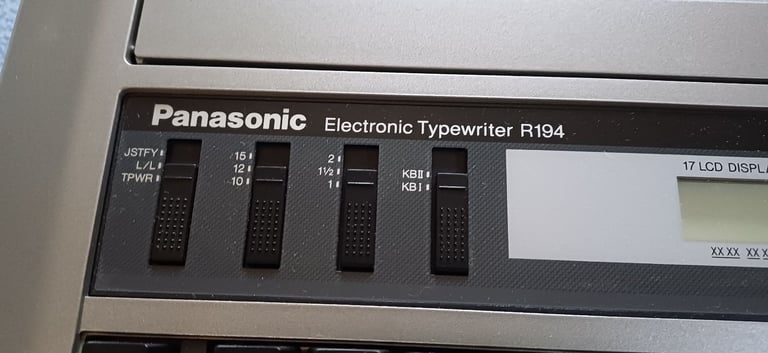 Panasonic Electronic Typewriter R194
JSTFY 15 2
L/L 12 1½ KBⅡ
TPWR 10 1 KBⅠ
17 LCD
XX XX XX